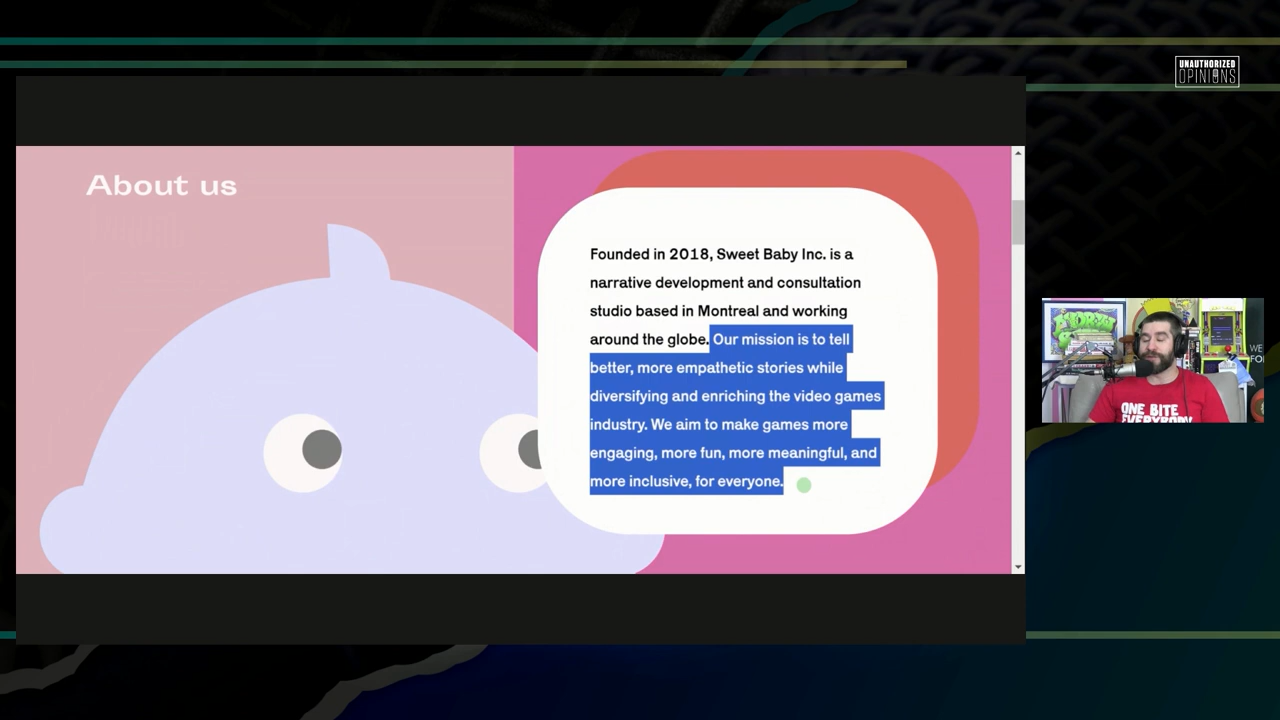 UNAUTHORIZED
OPINIONS
About us
Founded in 2018, Sweet Baby Inc. is a
narrative development and consultation
studio based in Montreal and working
around the globe. Our mission is to tell
better, more empathetic stories while
diversifying and enriching the video games
industry. We aim to make games more
engaging, more fun, more meaningful, and
more inclusive, for everyone.
WE
FO
ONE BITE
EVERYBODY